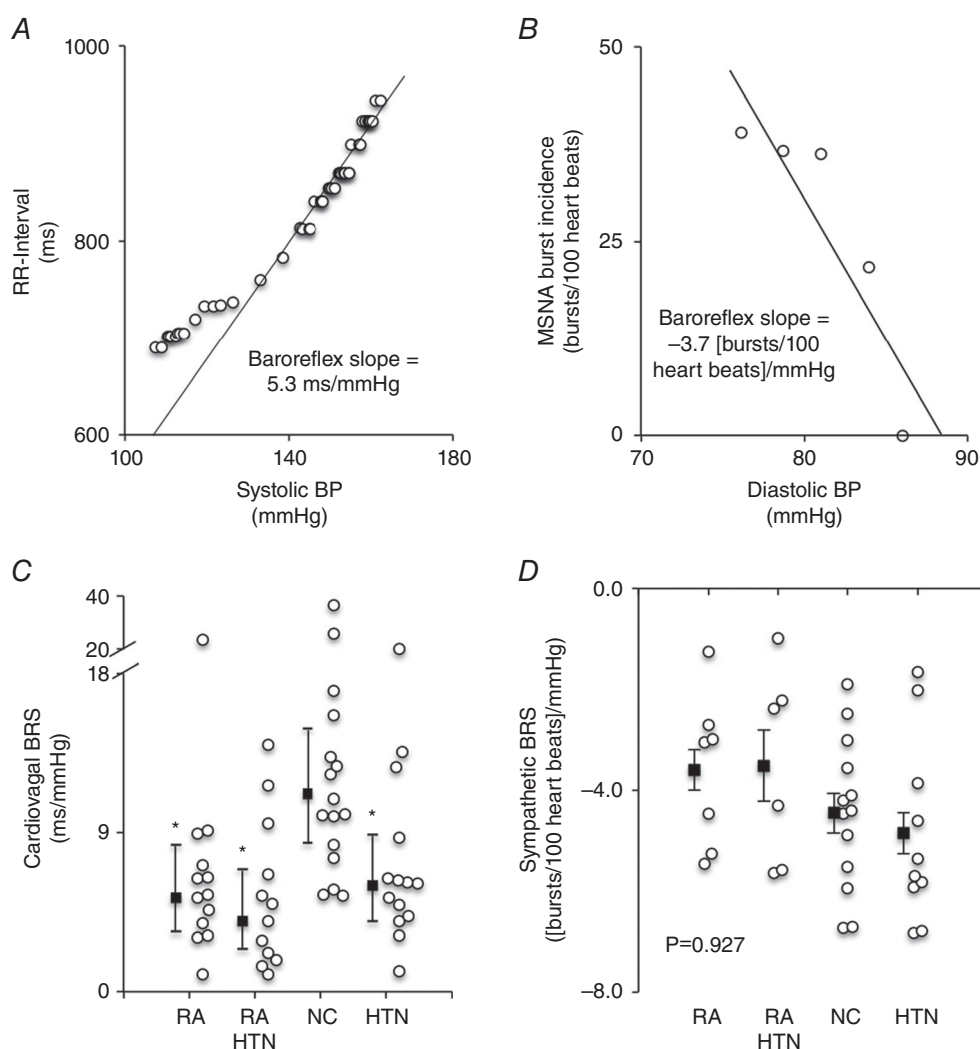 A
1000
800
600
RR-Interval
(ms)
Baroreflex slope =
5.3 ms/mmHg
100
140
180
Systolic BP
(mmHg)
B
50
25
0
MSNA burst incidence
(bursts/100 heart beats)
Baroreflex slope =
–3.7 [bursts/100
heart beats]/mmHg
70
80
90
Diastolic BP
(mmHg)
C
40
20
18
9
0
Cardiovagal BRS
(ms/mmHg)
*
*
*
RA
RA
HTN
NC
HTN
D
0.0
–4.0
–8.0
Sympathetic BRS
([bursts/100 heart beats]/mmHg)
P=0.927
RA
RA
HTN
NC
HTN